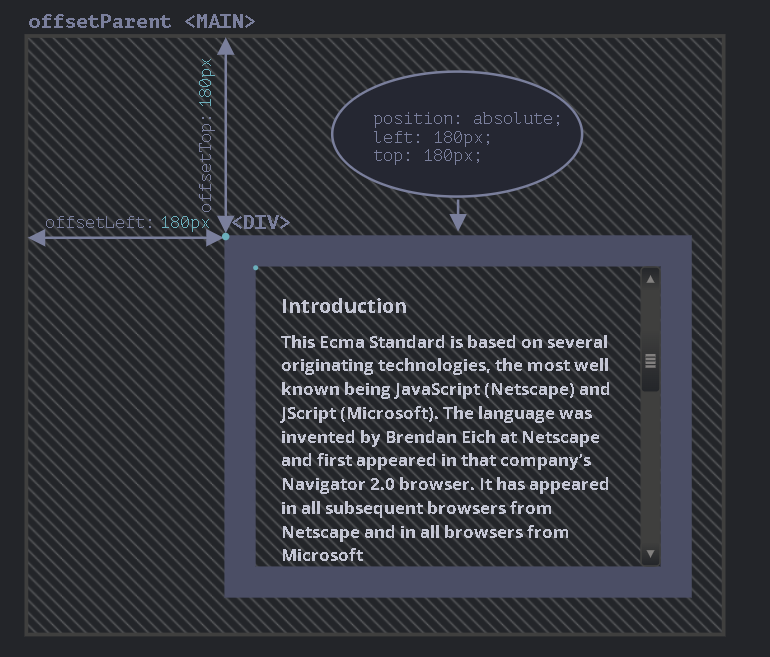 offsetParent <MAIN>
offsetTop: 180px
position: absolute;
left: 180px;
top: 180px;
offsetLeft: 180px
<DIV>
Introduction
This Ecma Standard is based on several
originating technologies, the most well
known being JavaScript (Netscape) and
JScript (Microsoft). The language was
invented by Brendan Eich at Netscape
and first appeared in that company’s
Navigator 2.0 browser. It has appeared
in all subsequent browsers from
Netscape and in all browsers from
Microsoft